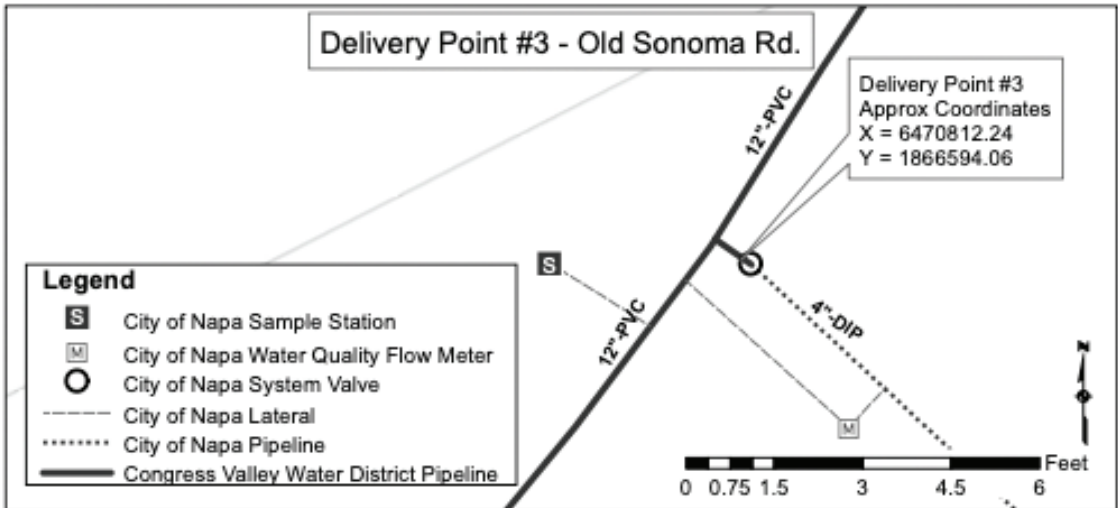 Delivery Point #3 - Old Sonoma Rd.
Delivery Point #3
Approx Coordinates
X = 6470812.24
Y = 1866594.06
12"-PVC
S
12"-PVC
4"-DIP
M
N
Legend
S City of Napa Sample Station
M City of Napa Water Quality Flow Meter
City of Napa System Valve
City of Napa Lateral
City of Napa Pipeline
Congress Valley Water District Pipeline
Feet
0 0.75 1.5 3 4.5 6